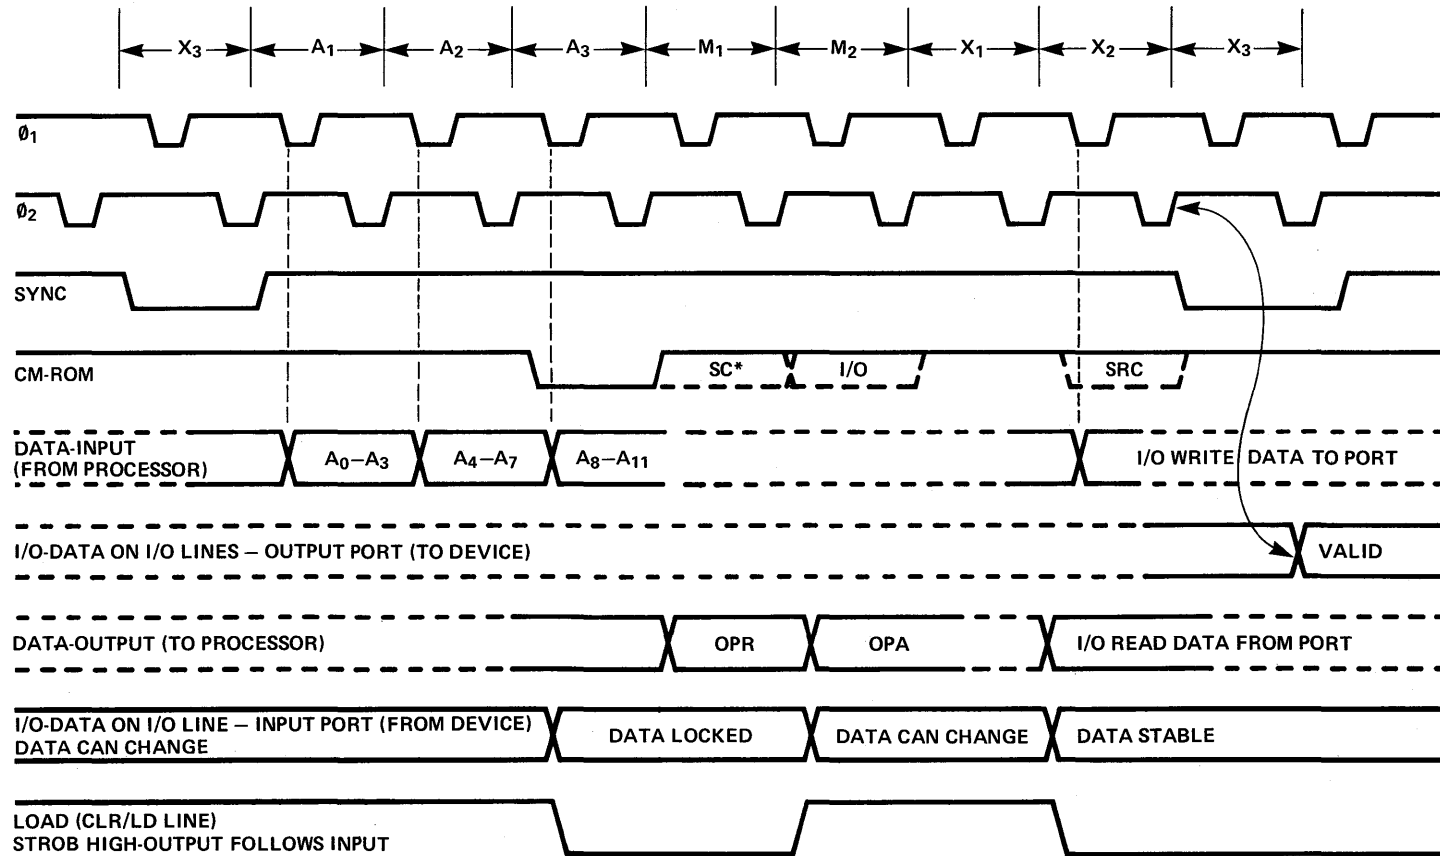 X3 A1 A2 A3 M1 M2 X1 X2 X3
Ø1
Ø2
SYNC
CM-ROM SC* I/O SRC
DATA-INPUT
(FROM PROCESSOR) A0–A3 A4–A7 A8–A11 I/O WRITE DATA TO PORT
I/O-DATA ON I/O LINES – OUTPUT PORT (TO DEVICE) VALID
DATA-OUTPUT (TO PROCESSOR) OPR OPA I/O READ DATA FROM PORT
I/O-DATA ON I/O LINE – INPUT PORT (FROM DEVICE)
DATA CAN CHANGE DATA LOCKED DATA CAN CHANGE DATA STABLE
LOAD (CLR/LD LINE)
STROB HIGH-OUTPUT FOLLOWS INPUT